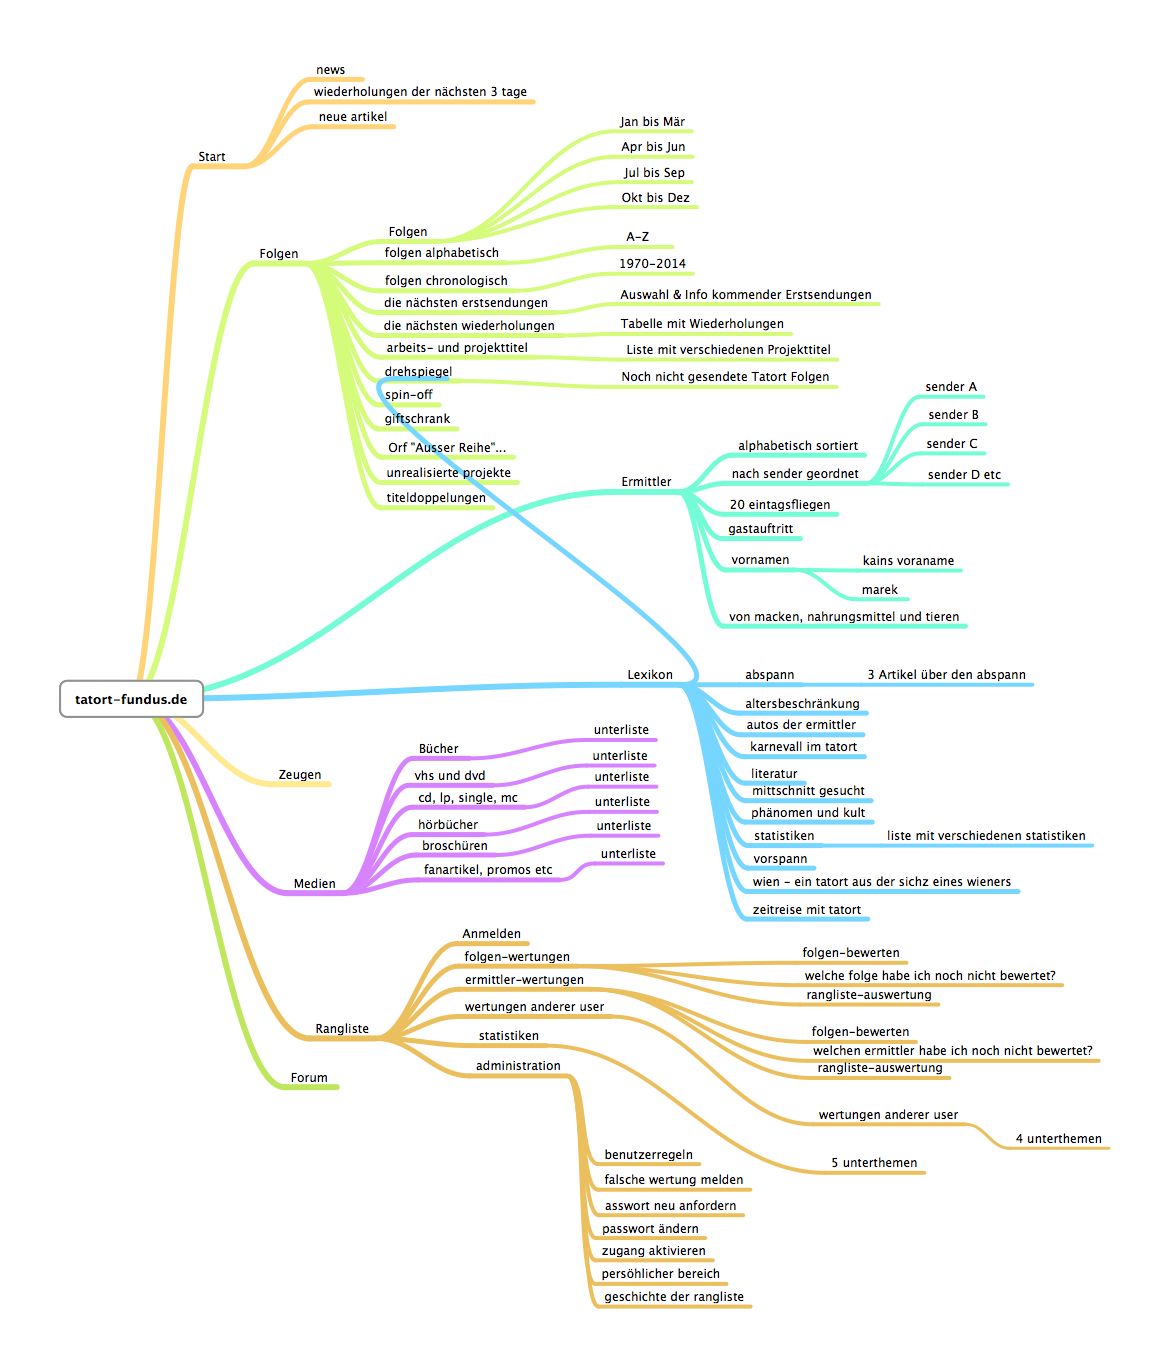 news
wiederholungen der nächsten 3 tage
neue artikel
Start
Jan bis Mär
Apr bis Jun
Jul bis Sep
Okt bis Dez
Folgen
Folgen
A-Z
folgen alphabetisch
1970-2014
folgen chronologisch
Auswahl & Info kommender Erstsendungen
die nächsten erstsendungen
Tabelle mit Wiederholungen
die nächsten wiederholungen
Liste mit verschiedenen Projekttitel
arbeits- und projekttitel
Noch nicht gesendete Tatort Folgen
drehspiegel
spin-off
giftschrank
Orf "Ausser Reihe"...
unrealisierte projekte
titeldoppelungen
sender A
sender B
sender C
sender D etc
alphabetisch sortiert
nach sender geordnet
Ermittler
20 eintagsfliegen
gastauftritt
vornamen
kains voraname
marek
von macken, nahrungsmittel und tieren
tatort-fundus.de
Lexikon
abspann
3 Artikel über den abspann
altersbeschränkung
autos der ermittler
karnevall im tatort
literatur
mittschnitt gesucht
phänomen und kult
statistiken
liste mit verschiedenen statistiken
vorspann
wien - ein tatort aus der sichz eines wieners
zeitreise mit tatort
Zeugen
Bücher
unterliste
vhs und dvd
unterliste
cd, lp, single, mc
unterliste
hörbücher
unterliste
broschüren
unterliste
fanartikel, promos etc
unterliste
Medien
Anmelden
folgen-wertungen
folgen-bewerten
welche folge habe ich noch nicht bewertet?
rangliste-auswertung
ermittler-wertungen
folgen-bewerten
welchen ermittler habe ich noch nicht bewertet?
rangliste-auswertung
wertungen anderer user
wertungen anderer user
4 unterthemen
Rangliste
statistiken
5 unterthemen
administration
benutzerregeln
falsche wertung melden
asswort neu anfordern
passwort ändern
zugang aktivieren
persöhlicher bereich
geschichte der rangliste
Forum